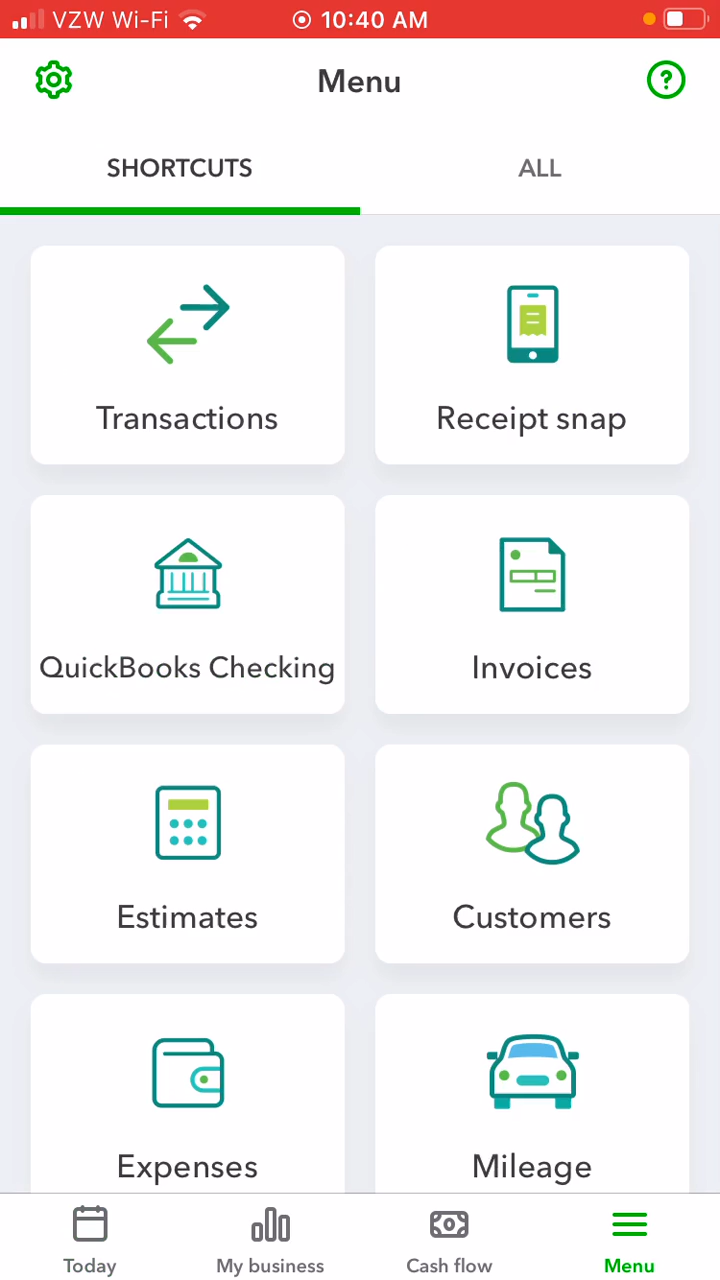 VZW Wi-Fi 10:40 AM
Menu
SHORTCUTS ALL
Transactions Receipt snap
QuickBooks Checking Invoices
Estimates Customers
Expenses Mileage
Today My business Cash flow Menu